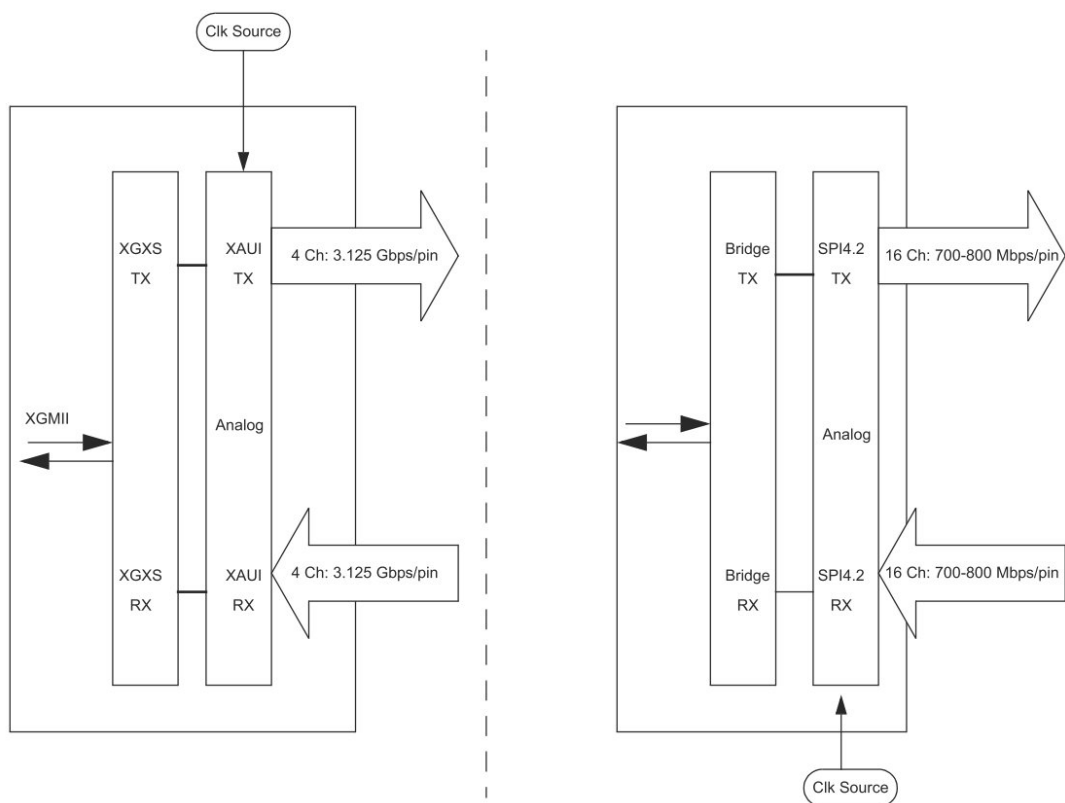 Clk Source
XGXS
TX
XAUI
TX
4 Ch: 3.125 Gbps/pin
XGMII
Analog
XGXS
RX
XAUI
RX
4 Ch: 3.125 Gbps/pin
Bridge
TX
SPI4.2
TX
16 Ch: 700-800 Mbps/pin
Analog
Bridge
RX
SPI4.2
RX
16 Ch: 700-800 Mbps/pin
Clk Source